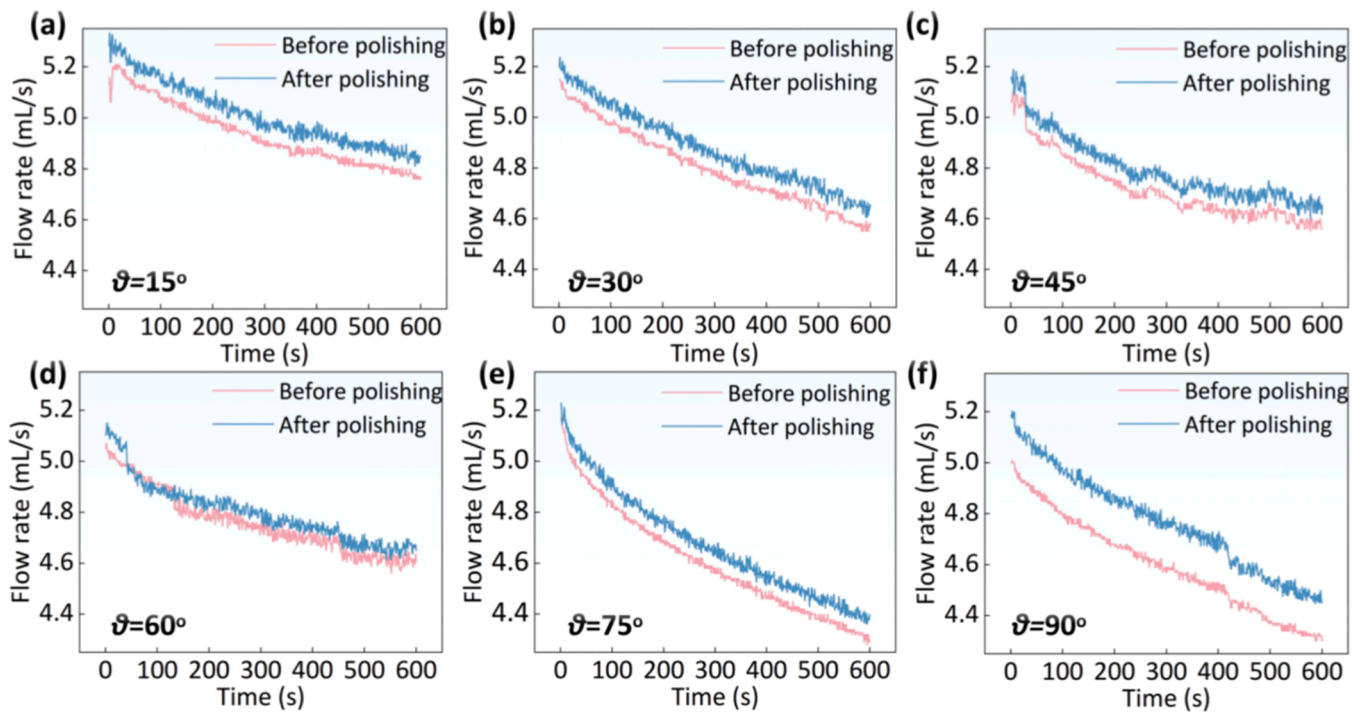 (a)
Before polishing
After polishing
5.2
5.0
4.8
4.6
4.4
Flow rate (mL/s)
ϑ=15°
0 100 200 300 400 500 600
Time (s)
(b)
Before polishing
After polishing
5.2
5.0
4.8
4.6
4.4
Flow rate (mL/s)
ϑ=30°
0 100 200 300 400 500 600
Time (s)
(c)
Before polishing
After polishing
5.2
5.0
4.8
4.6
4.4
Flow rate (mL/s)
ϑ=45°
0 100 200 300 400 500 600
Time (s)
(d)
Before polishing
After polishing
5.2
5.0
4.8
4.6
4.4
Flow rate (mL/s)
ϑ=60°
0 100 200 300 400 500 600
Time (s)
(e)
Before polishing
After polishing
5.2
5.0
4.8
4.6
4.4
Flow rate (mL/s)
ϑ=75°
0 100 200 300 400 500 600
Time (s)
(f)
Before polishing
After polishing
5.2
5.0
4.8
4.6
4.4
Flow rate (mL/s)
ϑ=90°
0 100 200 300 400 500 600
Time (s)